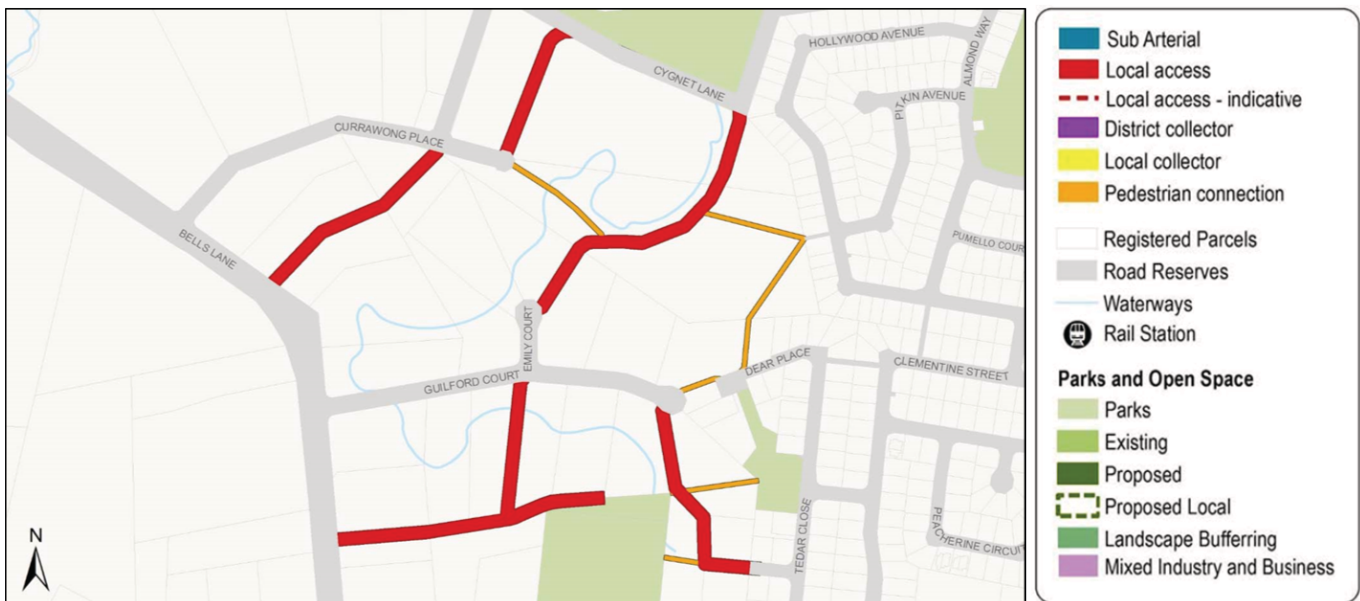 HOLLYWOOD AVENUE
ALMOND WAY
CYGNET LANE
PITKIN AVENUE
CURRAWONG PLACE
BELLS LANE
PUMELLO COUR
EMILY COURT
DEAR PLACE
CLEMENTINE STREET
GUILFORD COURT
TEDAR CLOSE
PEACHERINE CIRCUIT
N
Sub Arterial
Local access
Local access - indicative
District collector
Local collector
Pedestrian connection
Registered Parcels
Road Reserves
Waterways
Rail Station
Parks and Open Space
Parks
Existing
Proposed
Proposed Local
Landscape Bufferring
Mixed Industry and Business